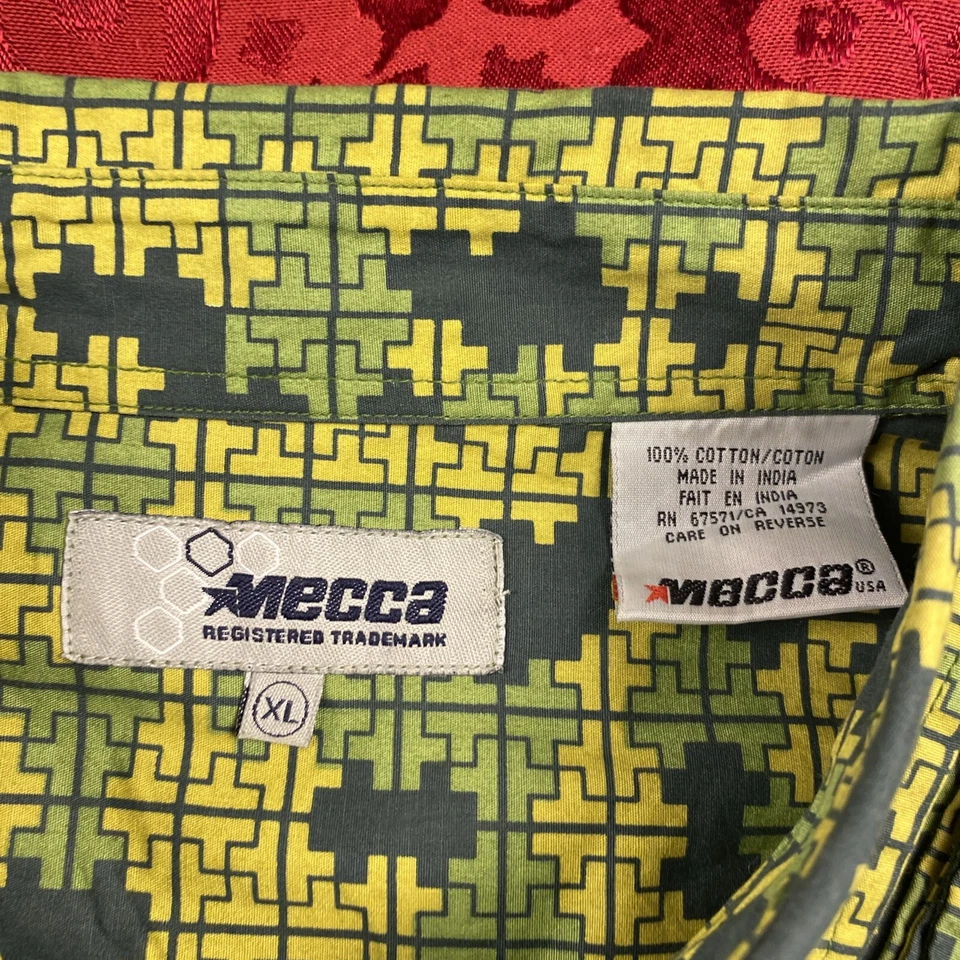 MECCA
REGISTERED TRADEMARK
XL
100% COTTON/COTON
MADE IN INDIA
FAIT EN INDIA
RN 67571/CA 14973
CARE ON REVERSE
MECCA® USA